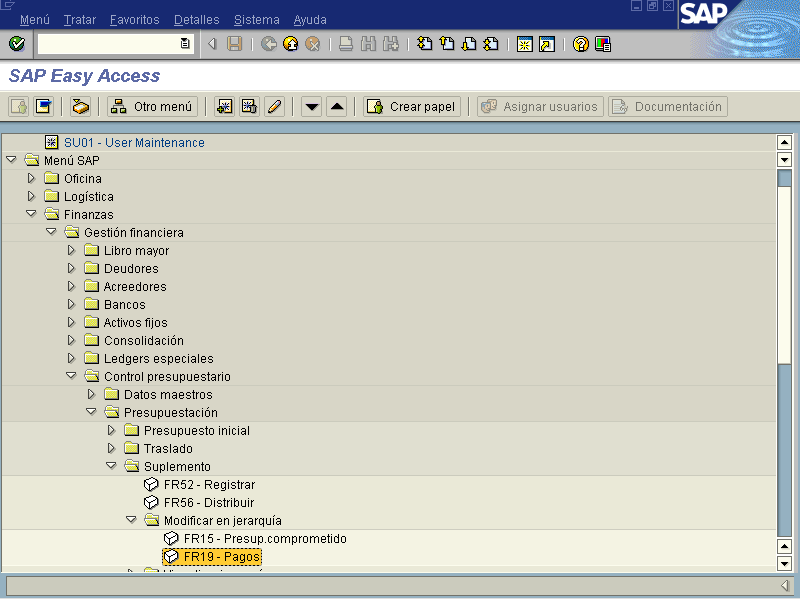 Menú Tratar Favoritos Detalles Sistema Ayuda
SAP
SAP Easy Access
Otro menú Crear papel Asignar usuarios Documentación
SU01 - User Maintenance
Menú SAP
Oficina
Logística
Finanzas
Gestión financiera
Libro mayor
Deudores
Acreedores
Bancos
Activos fijos
Consolidación
Ledgers especiales
Control presupuestario
Datos maestros
Presupuestación
Presupuesto inicial
Traslado
Suplemento
FR52 - Registrar
FR56 - Distribuir
Modificar en jerarquía
FR15 - Presup.comprometido
FR19 - Pagos